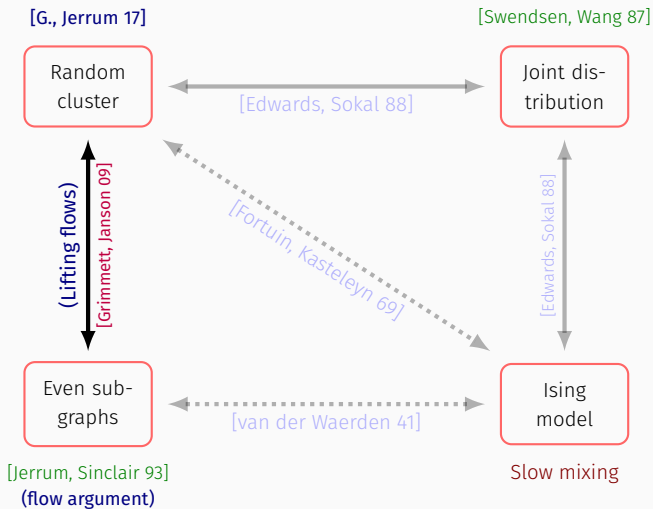 [G., Jerrum 17]
[Swendsen, Wang 87]
Random
cluster
Joint dis-
tribution
[Edwards, Sokal 88]
(Lifting flows)
[Grimmett, Janson 09]
[Fortuin, Kasteleyn 69]
[Edwards, Sokal 88]
Even sub-
graphs
Ising
model
[van der Waerden 41]
[Jerrum, Sinclair 93]
(flow argument)
Slow mixing